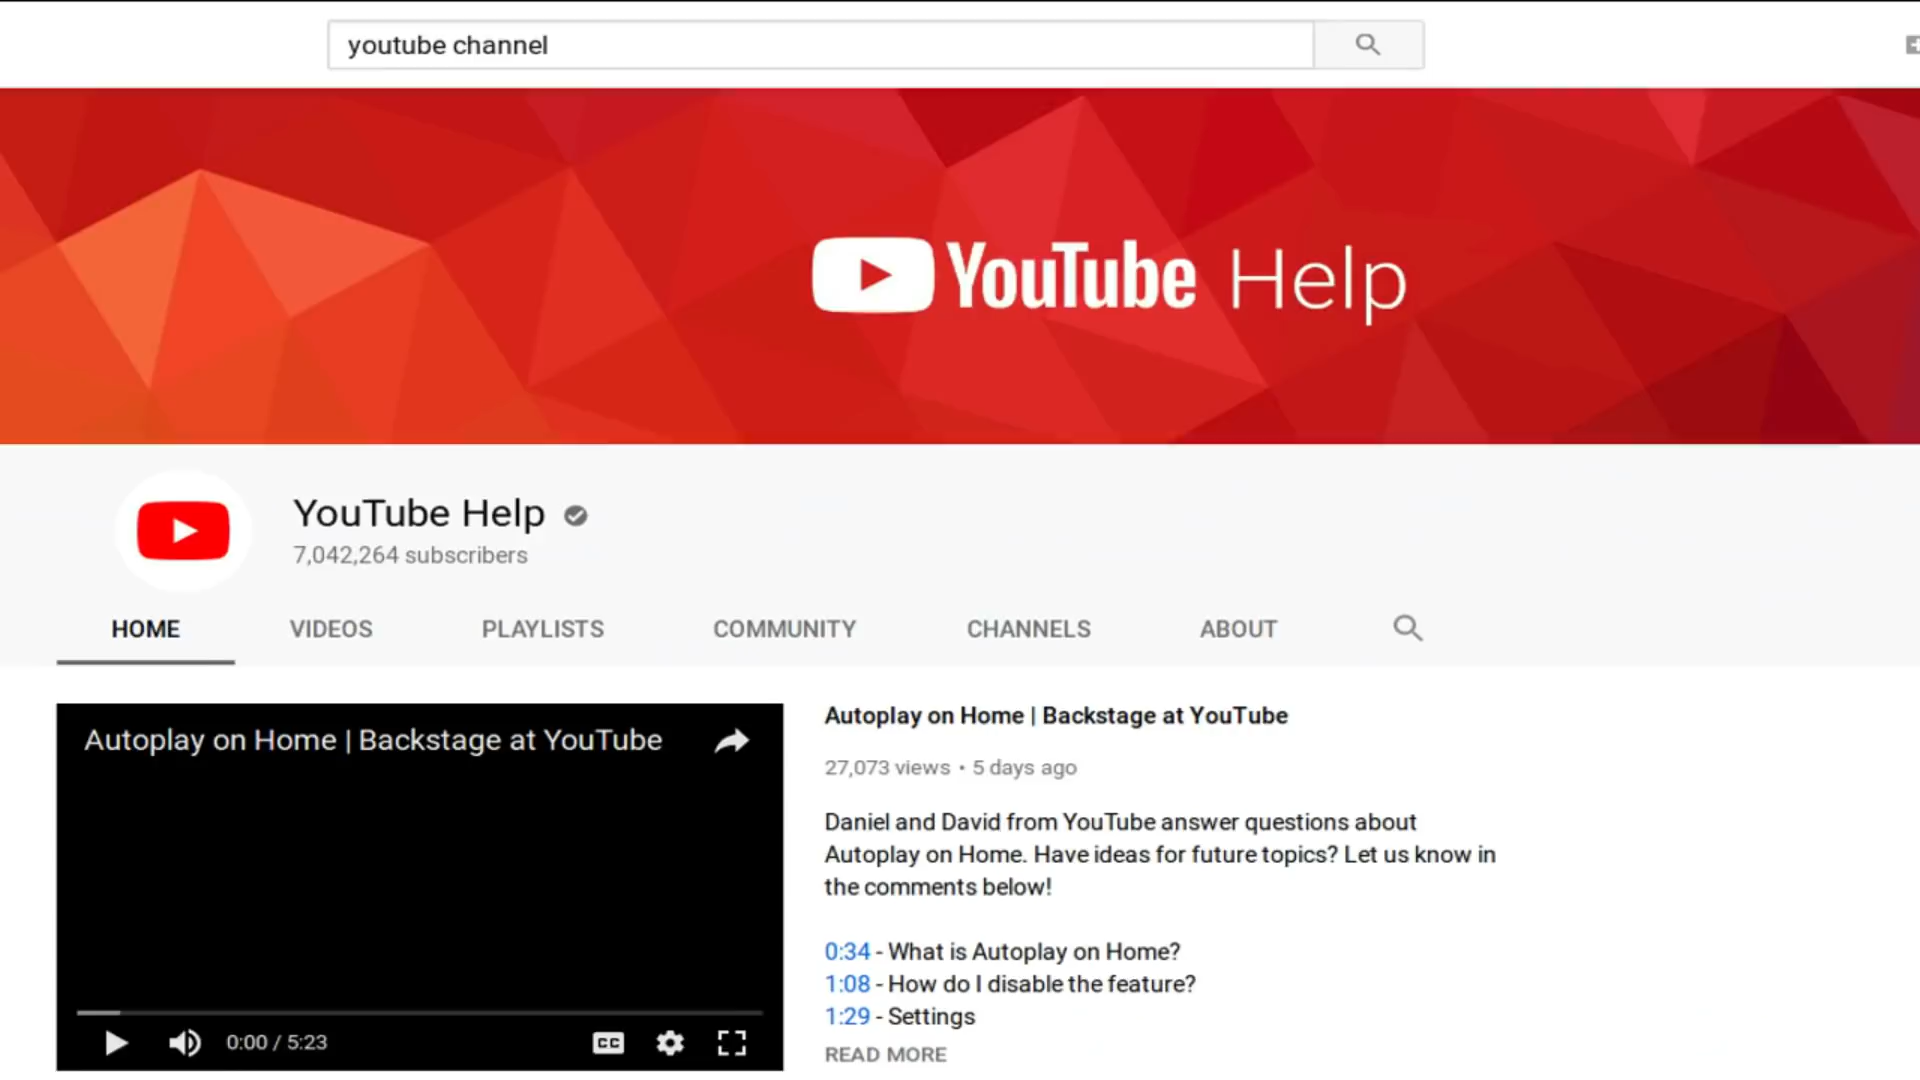 youtube channel
YouTube Help
YouTube Help
7,042,264 subscribers
HOME VIDEOS PLAYLISTS COMMUNITY CHANNELS ABOUT
Autoplay on Home | Backstage at YouTube
0:00 / 5:23
CC
Autoplay on Home | Backstage at YouTube
27,073 views • 5 days ago
Daniel and David from YouTube answer questions about
Autoplay on Home. Have ideas for future topics? Let us know in
the comments below!
0:34 - What is Autoplay on Home?
1:08 - How do I disable the feature?
1:29 - Settings
READ MORE